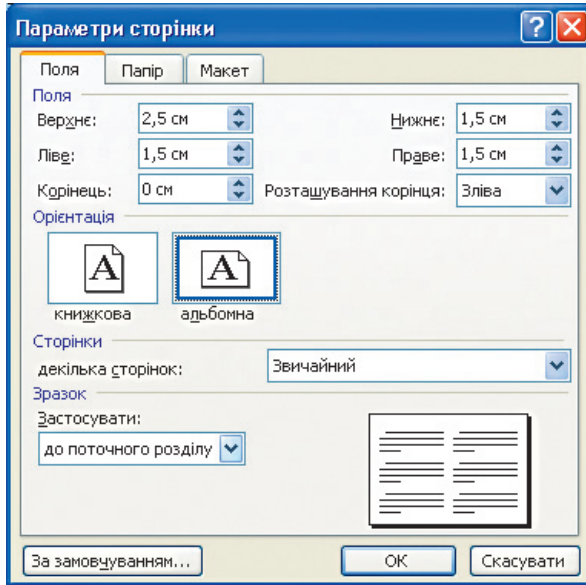 Параметри сторінки
Поля Папір Макет
Поля
Верхнє: 2,5 см Нижнє: 1,5 см
Ліве: 1,5 см Праве: 1,5 см
Корінець: 0 см Розташування корінця: Зліва
Орієнтація
A A
книжкова альбомна
Сторінки
декілька сторінок: Звичайний
Зразок
Застосувати:
до поточного розділу
За замовчуванням... ОК Скасувати